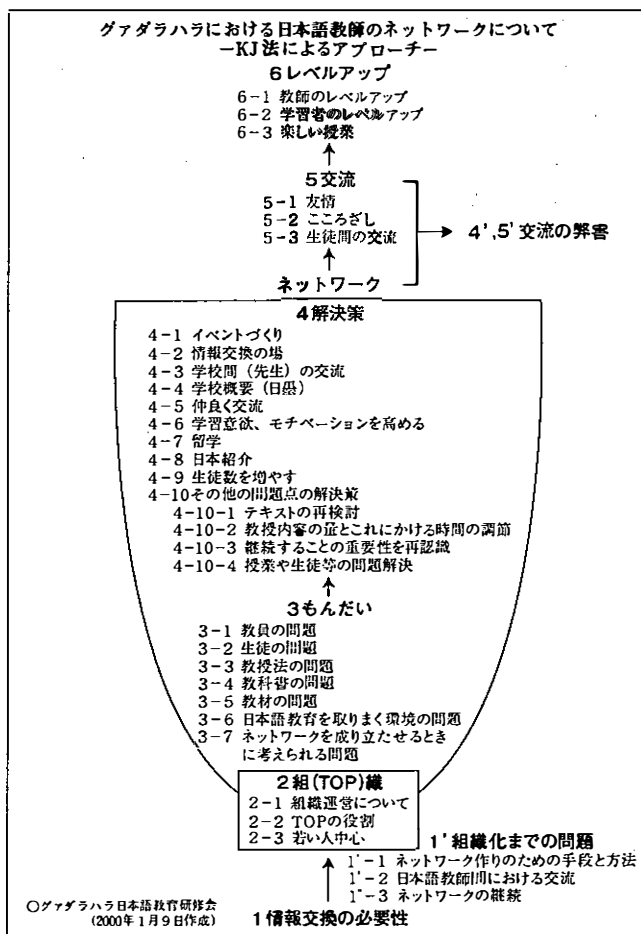 グァダラハラにおける日本語教師のネットワークについて
―KJ法によるアプローチ―
6レベルアップ
6-1 教師のレベルアップ
6-2 学習者のレベルアップ
6-3 楽しい授業
5交流
5-1 友情
5-2 こころざし
5-3 生徒間の交流
4',5'交流の弊害
ネットワーク
4解決策
4-1 イベントづくり
4-2 情報交換の場
4-3 学校間（先生）の交流
4-4 学校概要（日墨）
4-5 仲良く交流
4-6 学習意欲、モチベーションを高める
4-7 留学
4-8 日本紹介
4-9 生徒数を増やす
4-10その他の問題点の解決策
4-10-1 テキストの再検討
4-10-2 教授内容の量とこれにかける時間の調節
4-10-3 継続することの重要性を再認識
4-10-4 授業や生徒等の問題解決
3もんだい
3-1 教員の問題
3-2 生徒の問題
3-3 教授法の問題
3-4 教科書の問題
3-5 教材の問題
3-6 日本語教育を取りまく環境の問題
3-7 ネットワークを成り立たせるとき
に考えられる問題
2組(TOP)織
2-1 組織運営について
2-2 TOPの役割
2-3 若い人中心
1'組織化までの問題
1'-1 ネットワーク作りのための手段と方法
1'-2 日本語教師間における交流
1'-3 ネットワークの継続
○グァダラハラ日本語教育研修会
(2000年1月9日作成)
1情報交換の必要性